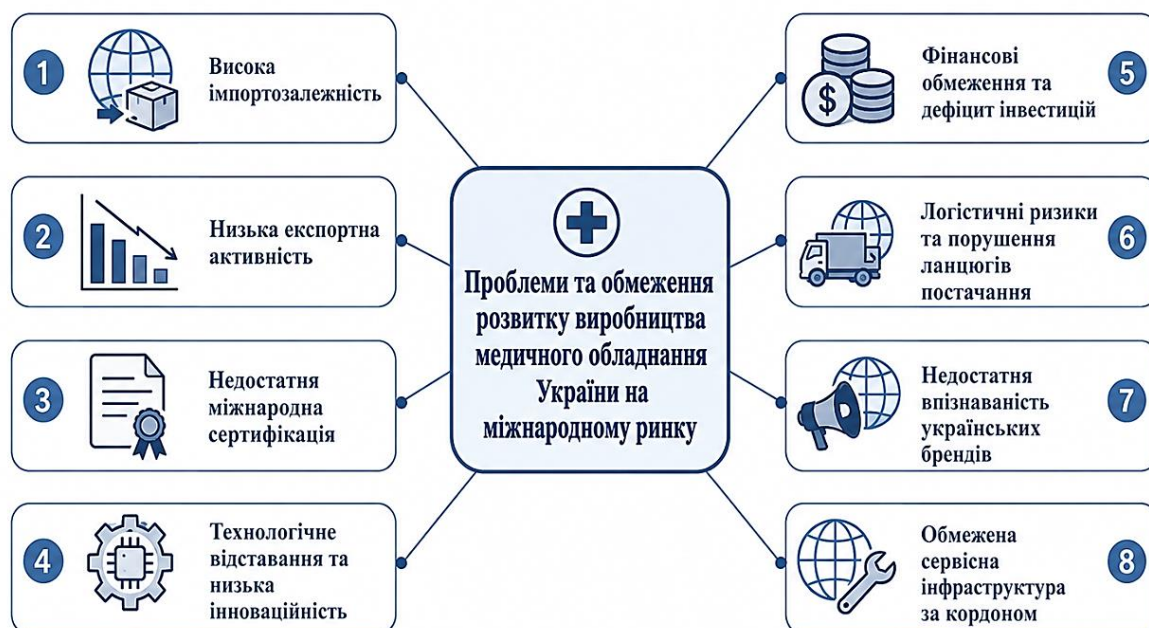 1
Висока
імпортозалежність
2
Низька експортна
активність
3
Недостатня
міжнародна
сертифікація
4
Технологічне
відставання та
низька
інноваційність
Проблеми та обмеження
розвитку виробництва
медичного обладнання
України на
міжнародному ринку
$
Фінансові
обмеження та
дефіцит інвестицій
5
Логістичні ризики
та порушення
ланцюгів
постачання
6
Недостатня
впізнаваність
українських
брендів
7
Обмежена
сервісна
інфраструктура
за кордоном
8